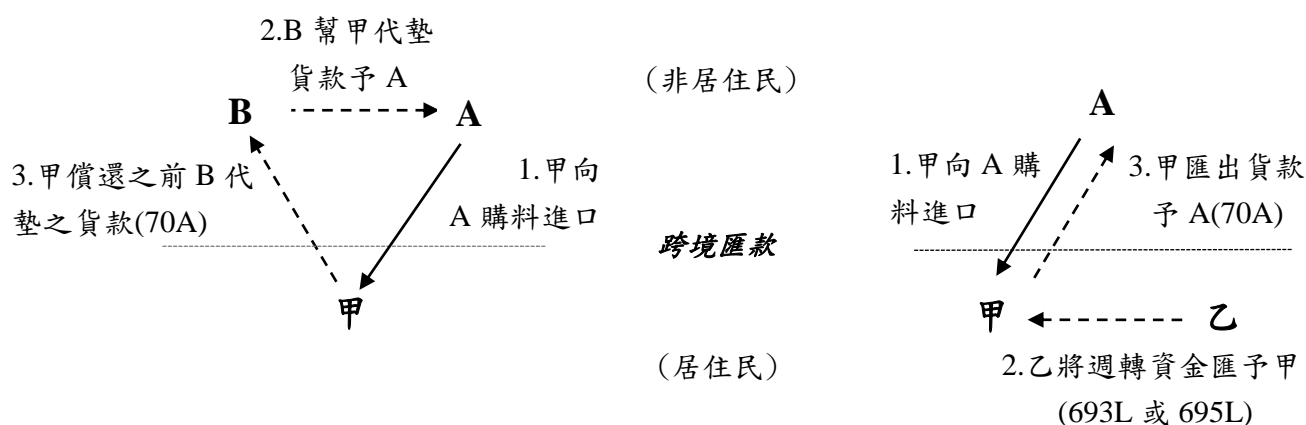 2.B 幫甲代墊
貨款予 A
B
A
3.甲償還之前 B 代
墊之貨款(70A)
1.甲向
A 購料進口
甲
（非居住民）
跨境匯款
（居住民）
A
1.甲向 A 購
料進口
3.甲匯出貨款
予 A(70A)
甲
乙
2.乙將週轉資金匯予甲
(693L 或 695L)